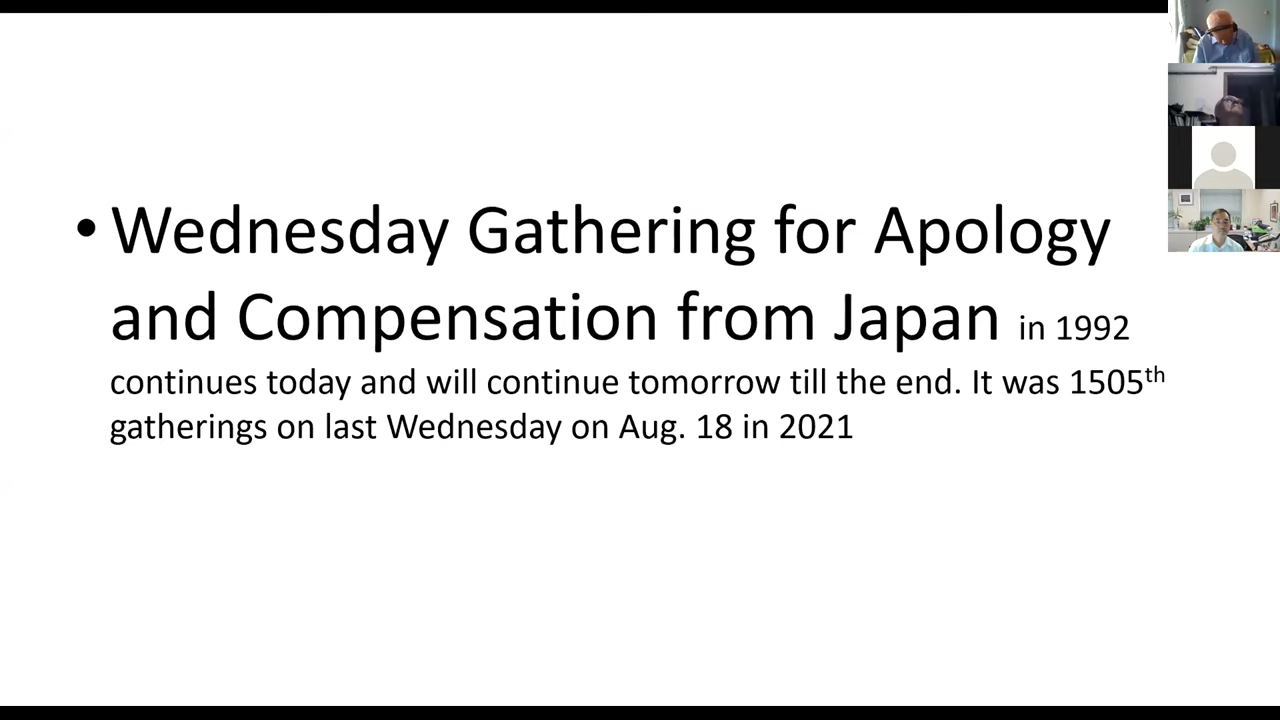 • Wednesday Gathering for Apology
and Compensation from Japan in 1992
continues today and will continue tomorrow till the end. It was 1505th
gatherings on last Wednesday on Aug. 18 in 2021